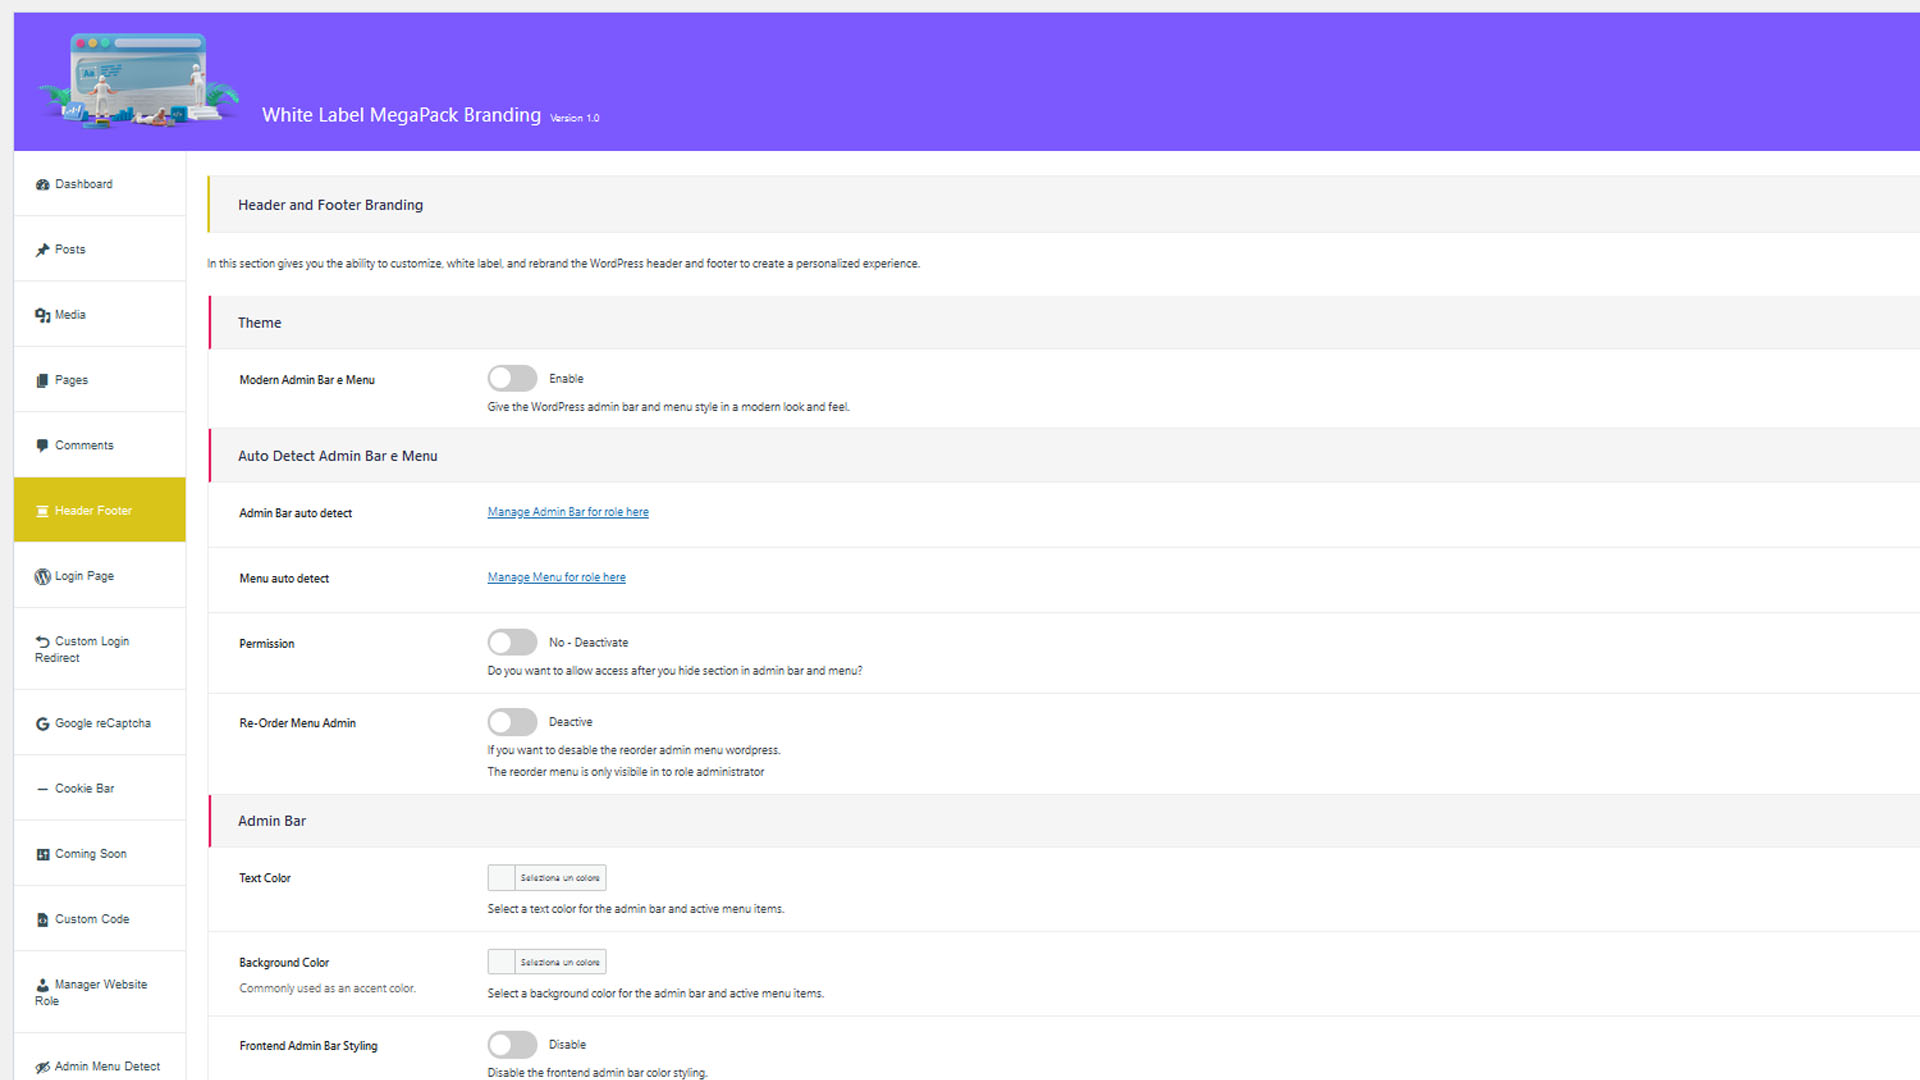 Aa
White Label MegaPack Branding Version 1.0
Dashboard
Posts
Media
Pages
Comments
Header Footer
Login Page
Custom Login
Redirect
Google reCaptcha
Cookie Bar
Coming Soon
Custom Code
Manager Website
Role
Admin Menu Detect
Header and Footer Branding
In this section gives you the ability to customize, white label, and rebrand the WordPress header and footer to create a personalized experience.
Theme
Modern Admin Bar e Menu
Enable
Give the WordPress admin bar and menu style in a modern look and feel.
Auto Detect Admin Bar e Menu
Admin Bar auto detect
Manage Admin Bar for role here
Menu auto detect
Manage Menu for role here
Permission
No - Deactivate
Do you want to allow access after you hide section in admin bar and menu?
Re-Order Menu Admin
Deactive
If you want to desable the reorder admin menu wordpress.
The reorder menu is only visibile in to role administrator
Admin Bar
Text Color
Seleziona un colore
Select a text color for the admin bar and active menu items.
Background Color
Commonly used as an accent color.
Seleziona un colore
Select a background color for the admin bar and active menu items.
Frontend Admin Bar Styling
Disable
Disable the frontend admin bar color styling.